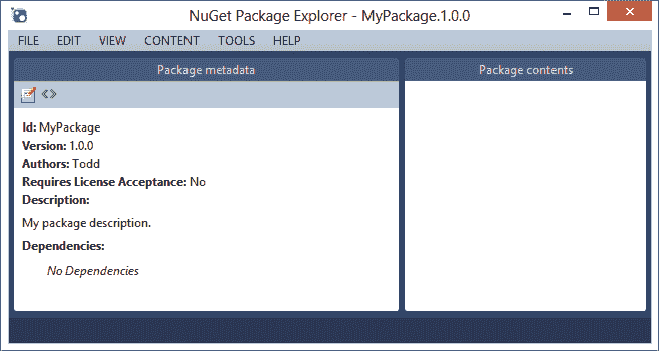 NuGet Package Explorer - MyPackage.1.0.0
FILE EDIT VIEW CONTENT TOOLS HELP
Package metadata
Id: MyPackage
Version: 1.0.0
Authors: Todd
Requires License Acceptance: No
Description:
My package description.
Dependencies:
No Dependencies
Package contents